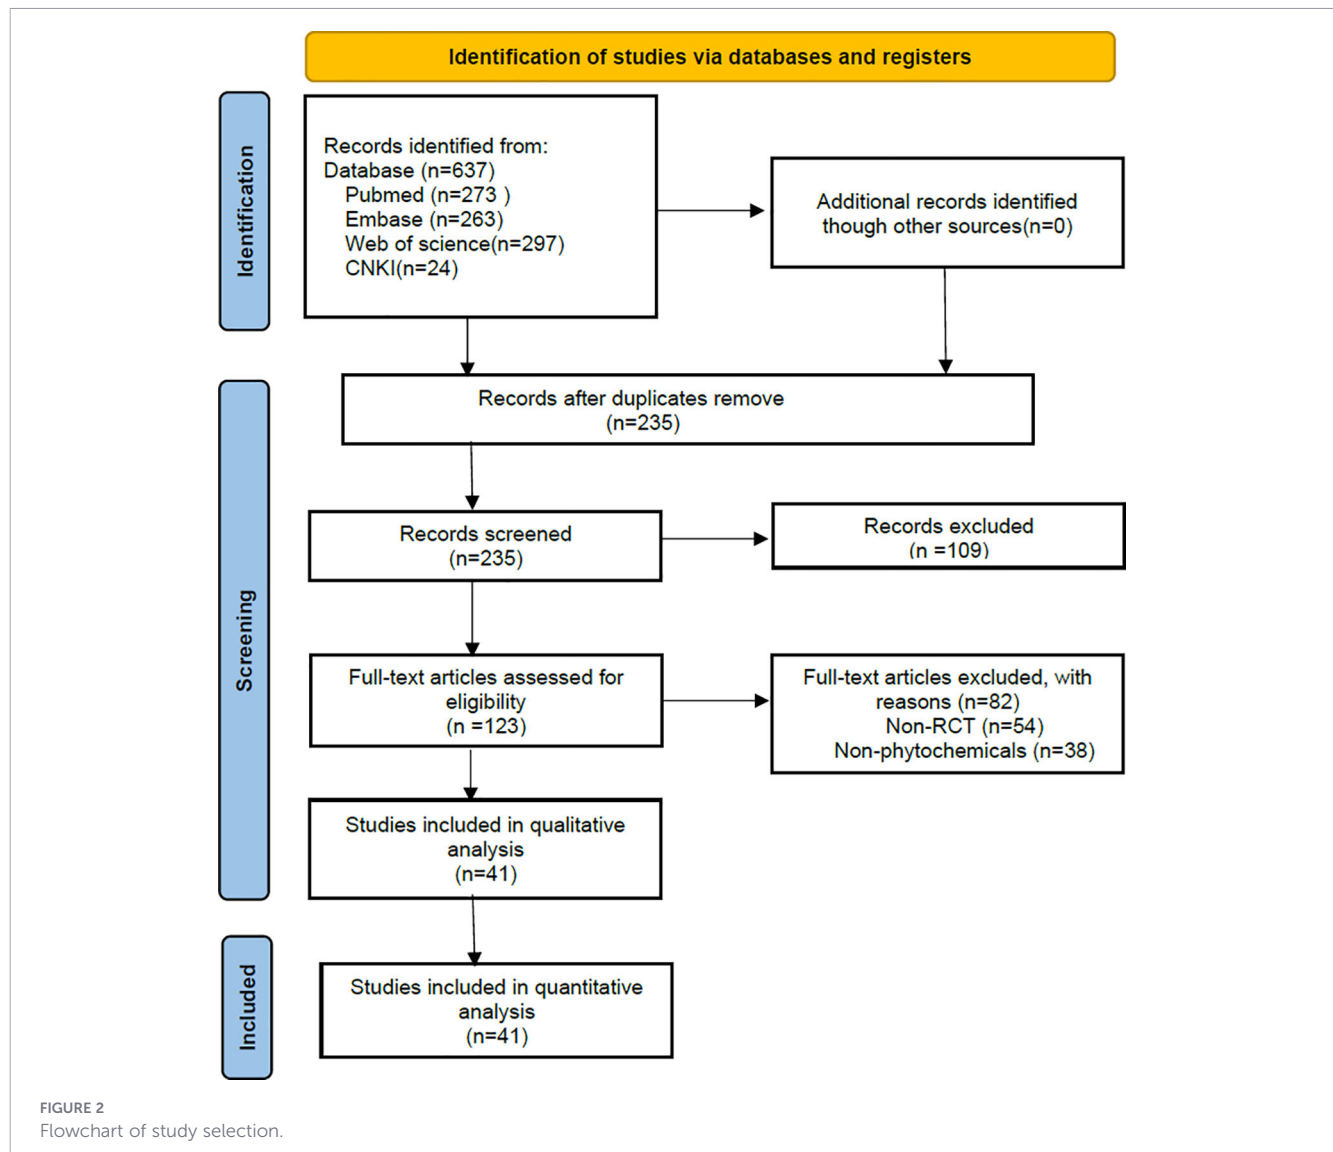 Identification of studies via databases and registers
Identification
Records identified from:
Database (n=637)
Pubmed (n=273 )
Embase (n=263)
Web of science(n=297)
CNKI(n=24)
Additional records identified
though other sources(n=0)
Screening
Records after duplicates remove
(n=235)
Records screened
(n=235)
Records excluded
(n =109)
Full-text articles assessed for
eligibility
(n =123)
Full-text articles excluded, with
reasons (n=82)
Non-RCT (n=54)
Non-phytochemicals (n=38)
Studies included in qualitative
analysis
(n=41)
Included
Studies included in quantitative
analysis
(n=41)
FIGURE 2
Flowchart of study selection.